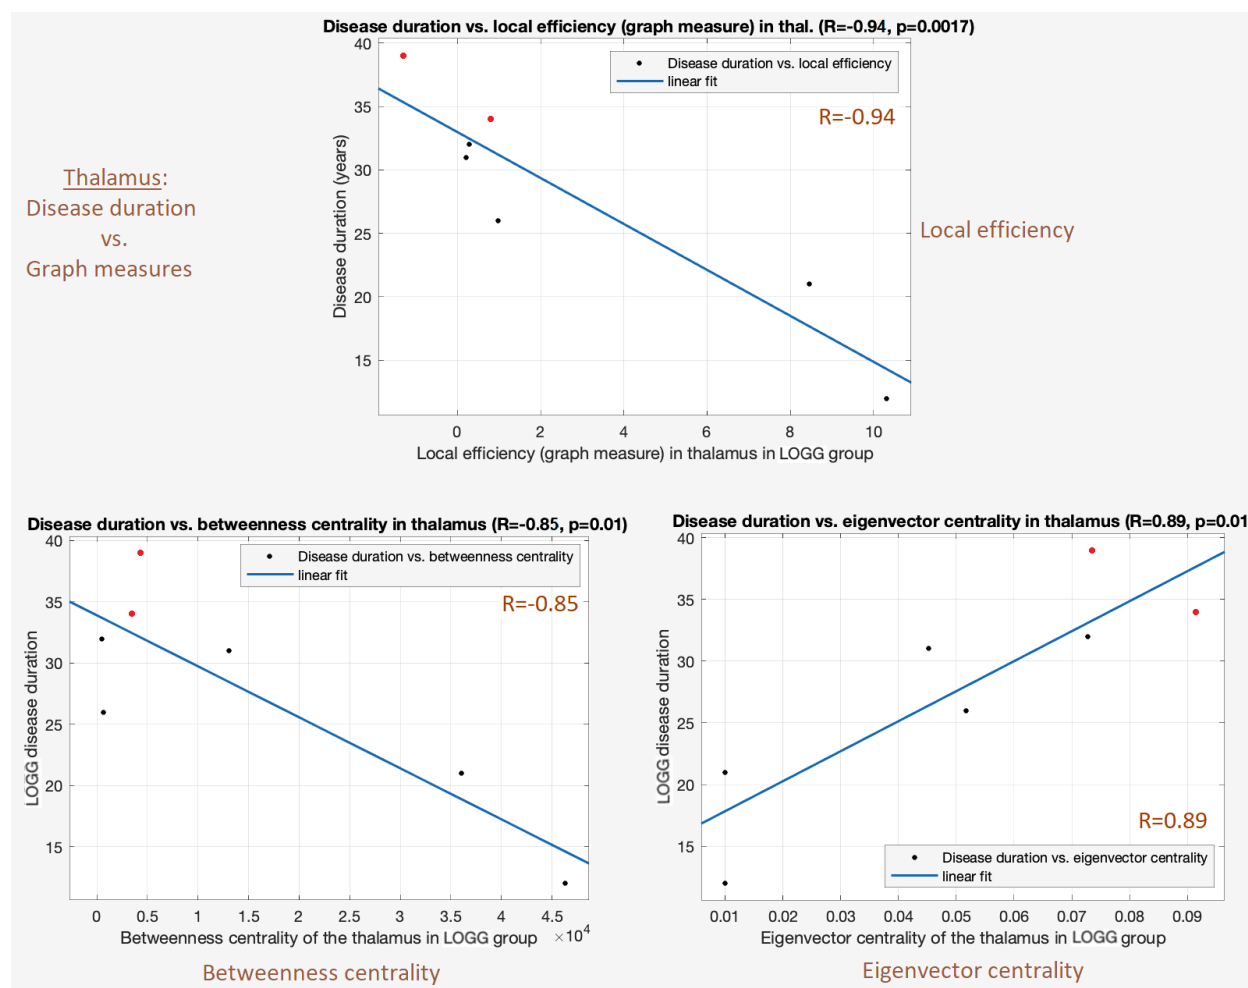 Disease duration vs. local efficiency (graph measure) in thal. (R=-0.94, p=0.0017)
40
35
30
25
20
15
Disease duration (years)
Disease duration vs. local efficiency
linear fit
R=-0.94
0 2 4 6 8 10
Local efficiency (graph measure) in thalamus in LOGG group
Thalamus:
Disease duration
vs.
Graph measures
Local efficiency
Disease duration vs. betweenness centrality in thalamus (R=-0.85, p=0.01)
40
35
30
25
20
15
LOGG disease duration
Disease duration vs. betweenness centrality
linear fit
R=-0.85
0 0.5 1 1.5 2 2.5 3 3.5 4 4.5
×10⁴
Betweenness centrality of the thalamus in LOGG group
Betweenness centrality
Disease duration vs. eigenvector centrality in thalamus (R=0.89, p=0.01
40
35
30
25
20
15
LOGG disease duration
R=0.89
Disease duration vs. eigenvector centrality
linear fit
0.01 0.02 0.03 0.04 0.05 0.06 0.07 0.08 0.09
Eigenvector centrality of the thalamus in LOGG group
Eigenvector centrality